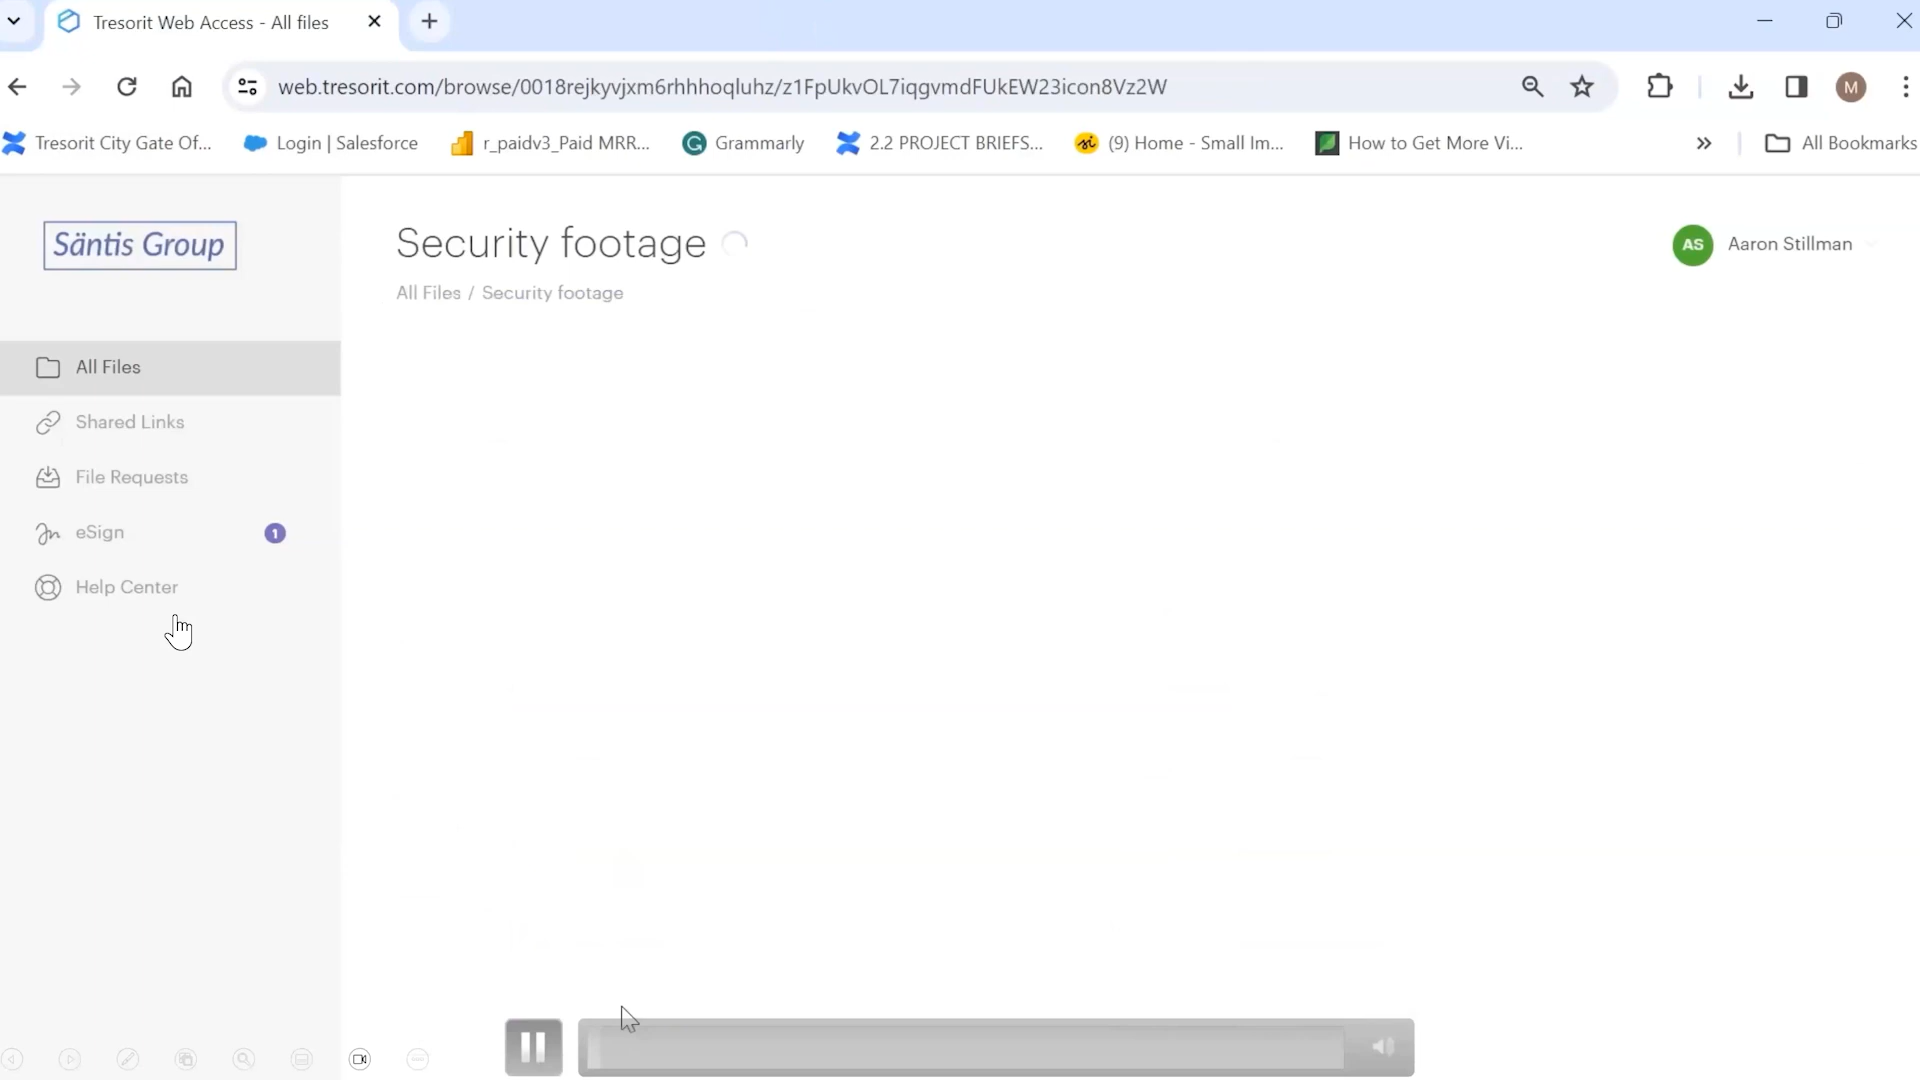 Tresorit Web Access - All files
web.tresorit.com/browse/0018rejkyvjxm6rhhhoqluhz/z1FpUkvOL7iqgvmdFUkEW23icon8Vz2W
M
Tresorit City Gate Of...
Login | Salesforce
r_paidv3_Paid MRR...
Grammarly
2.2 PROJECT BRIEFS...
(9) Home - Small Im...
How to Get More Vi...
All Bookmarks
Säntis Group
Security footage
AS
Aaron Stillman
All Files / Security footage
All Files
Shared Links
File Requests
eSign
1
Help Center